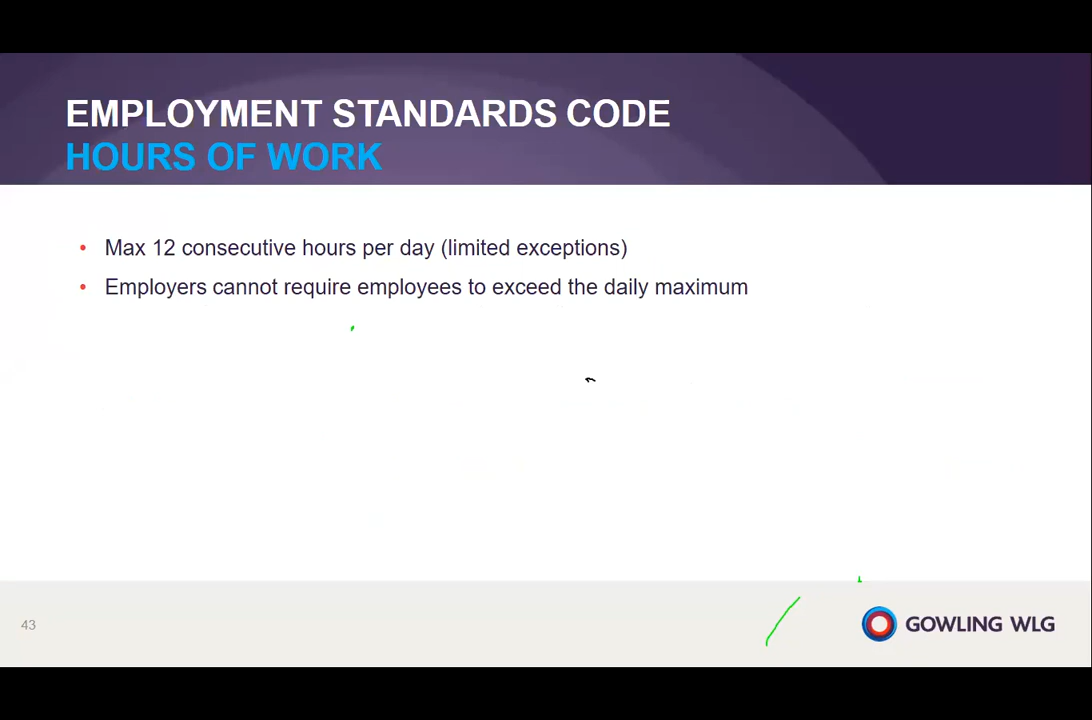 EMPLOYMENT STANDARDS CODE
HOURS OF WORK
• Max 12 consecutive hours per day (limited exceptions)
• Employers cannot require employees to exceed the daily maximum
43
GOWLING WLG